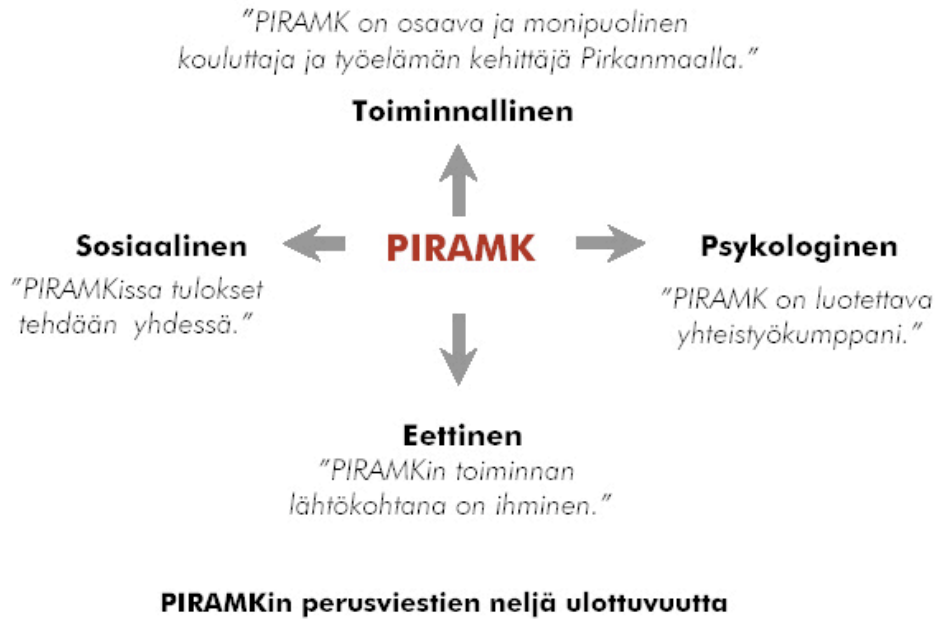 "PIRAMK on osaava ja monipuolinen
kouluttaja ja työelämän kehittäjä Pirkanmaalla."
Toiminnallinen
Sosiaalinen
"PIRAMKissa tulokset
tehdään yhdessä."
PIRAMK
Psykologinen
"PIRAMK on luotettava
yhteistyökumppani."
Eettinen
"PIRAMKin toiminnan
lähtökohtana on ihminen."
PIRAMKin perusviestien neljä ulottuvuutta